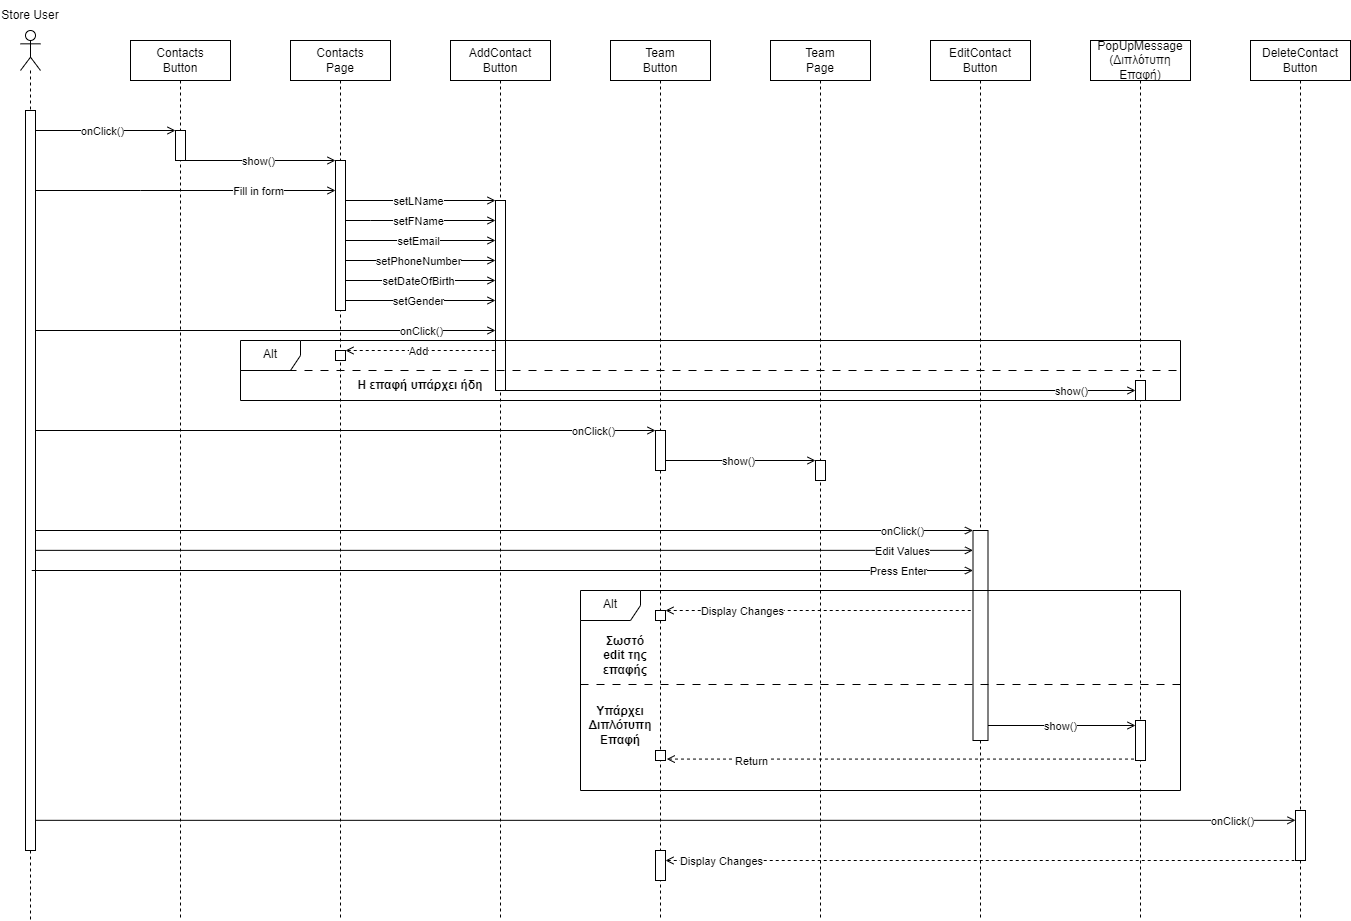 Store User
Contacts
Button
Contacts
Page
AddContact
Button
Team
Button
Team
Page
EditContact
Button
PopUpMessage
(Διπλότυπη
Επαφή)
DeleteContact
Button
onClick()
show()
Fill in form
setLName
setFName
setEmail
setPhoneNumber
setDateOfBirth
setGender
onClick()
Alt
Add
Η επαφή υπάρχει ήδη
show()
onClick()
show()
onClick()
Edit Values
Press Enter
Alt
Display Changes
Σωστό
edit της
επαφής
Υπάρχει
Διπλότυπη
Επαφή
show()
Return
onClick()
Display Changes